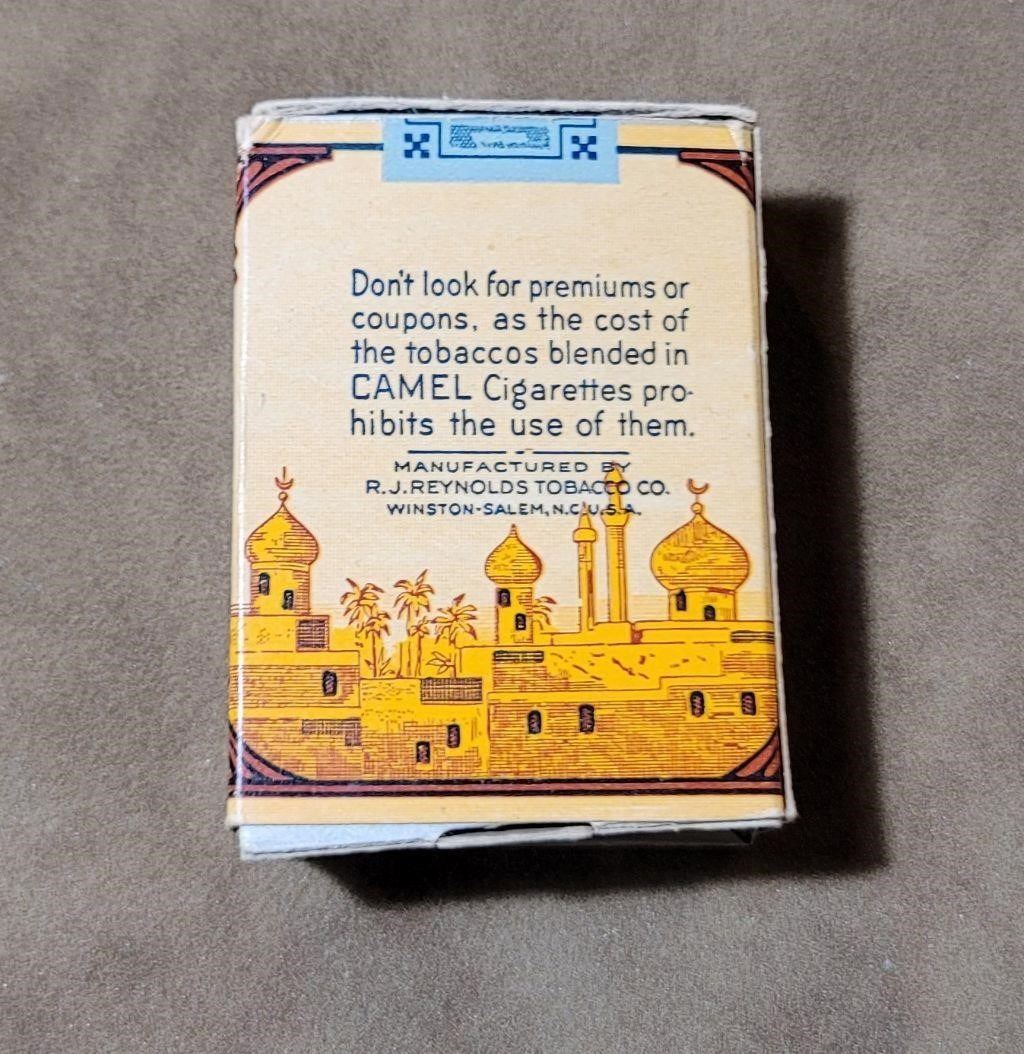 Don't look for premiums or
coupons, as the cost of
the tobaccos blended in
CAMEL Cigarettes pro-
hibits the use of them.
MANUFACTURED BY
R.J.REYNOLDS TOBACCO CO.
WINSTON-SALEM, N.C.U.S.A.